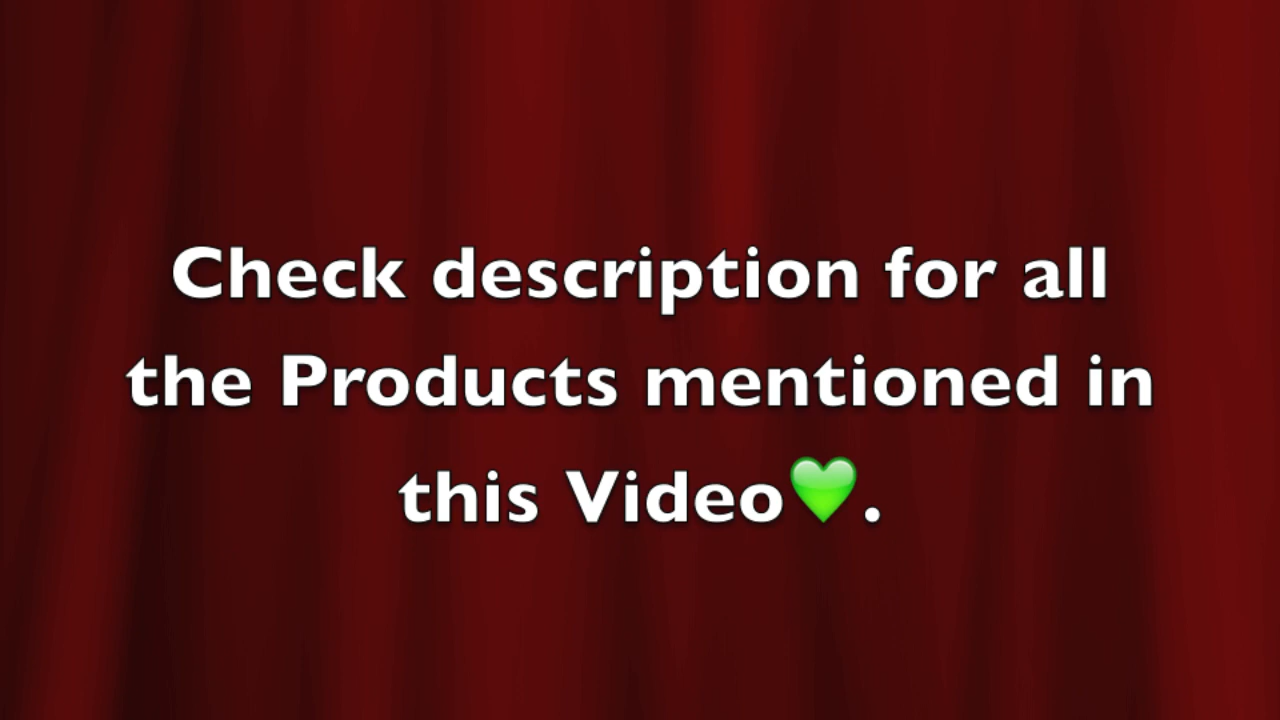 Check description for all
the Products mentioned in
this Video💚.